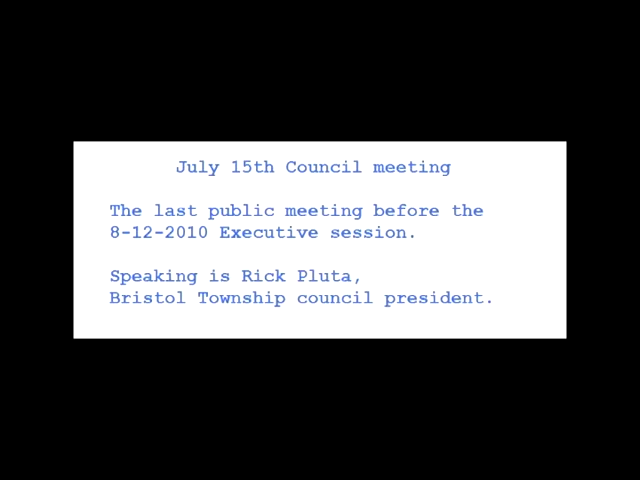 July 15th Council meeting
The last public meeting before the
8-12-2010 Executive session.
Speaking is Rick Pluta,
Bristol Township council president.